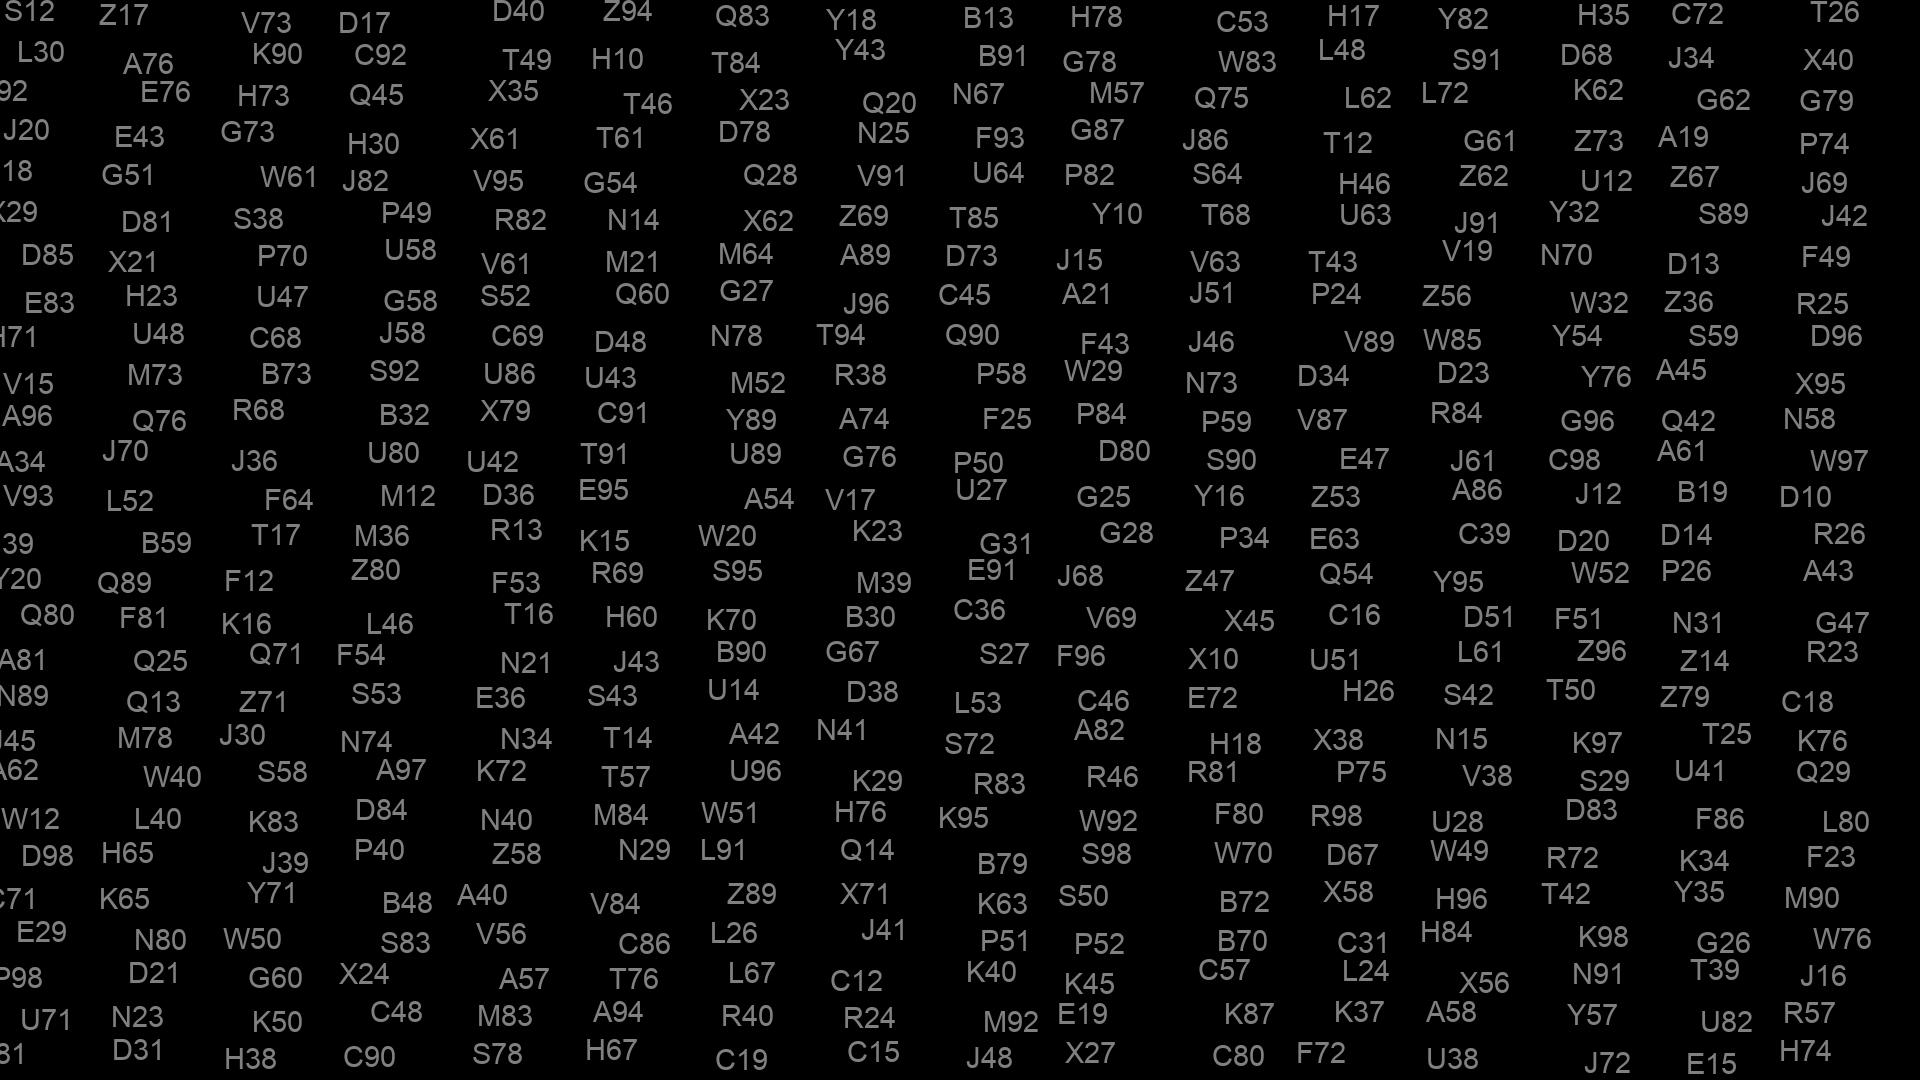 S12 Z17 V73 D17 D40 Z94 Q83 Y18 B13 H78 C53 H17 Y82 H35 C72 T26
L30 A76 K90 C92 T49 H10 T84 Y43 B91 G78 W83 L48 S91 D68 J34 X40
92 E76 H73 Q45 X35 T46 X23 Q20 N67 M57 Q75 L62 L72 K62 G62 G79
J20 E43 G73 H30 X61 T61 D78 N25 F93 G87 J86 T12 G61 Z73 A19 P74
18 G51 W61 J82 V95 G54 Q28 V91 U64 P82 S64 H46 Z62 U12 Z67 J69
X29 D81 S38 P49 R82 N14 X62 Z69 T85 Y10 T68 U63 J91 Y32 S89 J42
D85 X21 P70 U58 V61 M21 M64 A89 D73 J15 V63 T43 V19 N70 D13 F49
E83 H23 U47 G58 S52 Q60 G27 J96 C45 A21 J51 P24 Z56 W32 Z36 R25
H71 U48 C68 J58 C69 D48 N78 T94 Q90 F43 J46 V89 W85 Y54 S59 D96
V15 M73 B73 S92 U86 U43 M52 R38 P58 W29 N73 D34 D23 Y76 A45 X95
A96 Q76 R68 B32 X79 C91 Y89 A74 F25 P84 P59 V87 R84 G96 Q42 N58
A34 J70 J36 U80 U42 T91 U89 G76 P50 D80 S90 E47 J61 C98 A61 W97
V93 L52 F64 M12 D36 E95 A54 V17 U27 G25 Y16 Z53 A86 J12 B19 D10
39 B59 T17 M36 R13 K15 W20 K23 G31 G28 P34 E63 C39 D20 D14 R26
Y20 Q89 F12 Z80 F53 R69 S95 M39 E91 J68 Z47 Q54 Y95 W52 P26 A43
Q80 F81 K16 L46 T16 H60 K70 B30 C36 V69 X45 C16 D51 F51 N31 G47
A81 Q25 Q71 F54 N21 J43 B90 G67 S27 F96 X10 U51 L61 Z96 Z14 R23
N89 Q13 Z71 S53 E36 S43 U14 D38 L53 C46 E72 H26 S42 T50 Z79 C18
J45 M78 J30 N74 N34 T14 A42 N41 S72 A82 H18 X38 N15 K97 T25 K76
A62 W40 S58 A97 K72 T57 U96 K29 R83 R46 R81 P75 V38 S29 U41 Q29
W12 L40 K83 D84 N40 M84 W51 H76 K95 W92 F80 R98 U28 D83 F86 L80
D98 H65 J39 P40 Z58 N29 L91 Q14 B79 S98 W70 D67 W49 R72 K34 F23
C71 K65 Y71 B48 A40 V84 Z89 X71 K63 S50 B72 X58 H96 T42 Y35 M90
E29 N80 W50 S83 V56 C86 L26 J41 P51 P52 B70 C31 H84 K98 G26 W76
P98 D21 G60 X24 A57 T76 L67 C12 K40 K45 C57 L24 X56 N91 T39 J16
U71 N23 K50 C48 M83 A94 R40 R24 M92 E19 K87 K37 A58 Y57 U82 R57
81 D31 H38 C90 S78 H67 C19 C15 J48 X27 C80 F72 U38 J72 E15 H74